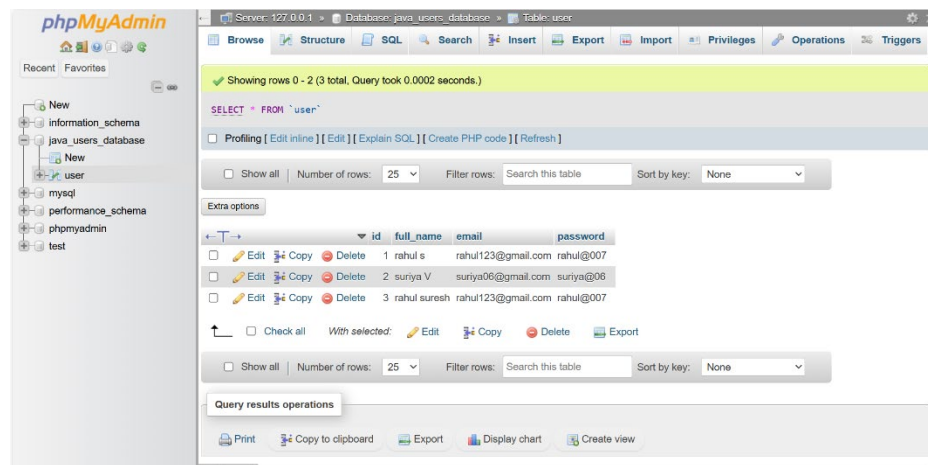 phpMyAdmin
Recent Favorites
New
information_schema
java_users_database
New
user
mysql
performance_schema
phpmyadmin
test
Server: 127.0.0.1 » Database: java_users_database » Table: user
Browse Structure SQL Search Insert Export Import Privileges Operations Triggers
Showing rows 0 - 2 (3 total, Query took 0.0002 seconds.)
SELECT * FROM `user`
Profiling [ Edit inline ] [ Edit ] [ Explain SQL ] [ Create PHP code ] [ Refresh ]
Show all | Number of rows: 25 Filter rows: Search this table Sort by key: None
Extra options
id full_name email password
Edit Copy Delete 1 rahul s rahul123@gmail.com rahul@007
Edit Copy Delete 2 suriya V suriya06@gmail.com suriya@06
Edit Copy Delete 3 rahul suresh rahul123@gmail.com rahul@007
Check all With selected: Edit Copy Delete Export
Show all | Number of rows: 25 Filter rows: Search this table Sort by key: None
Query results operations
Print Copy to clipboard Export Display chart Create view